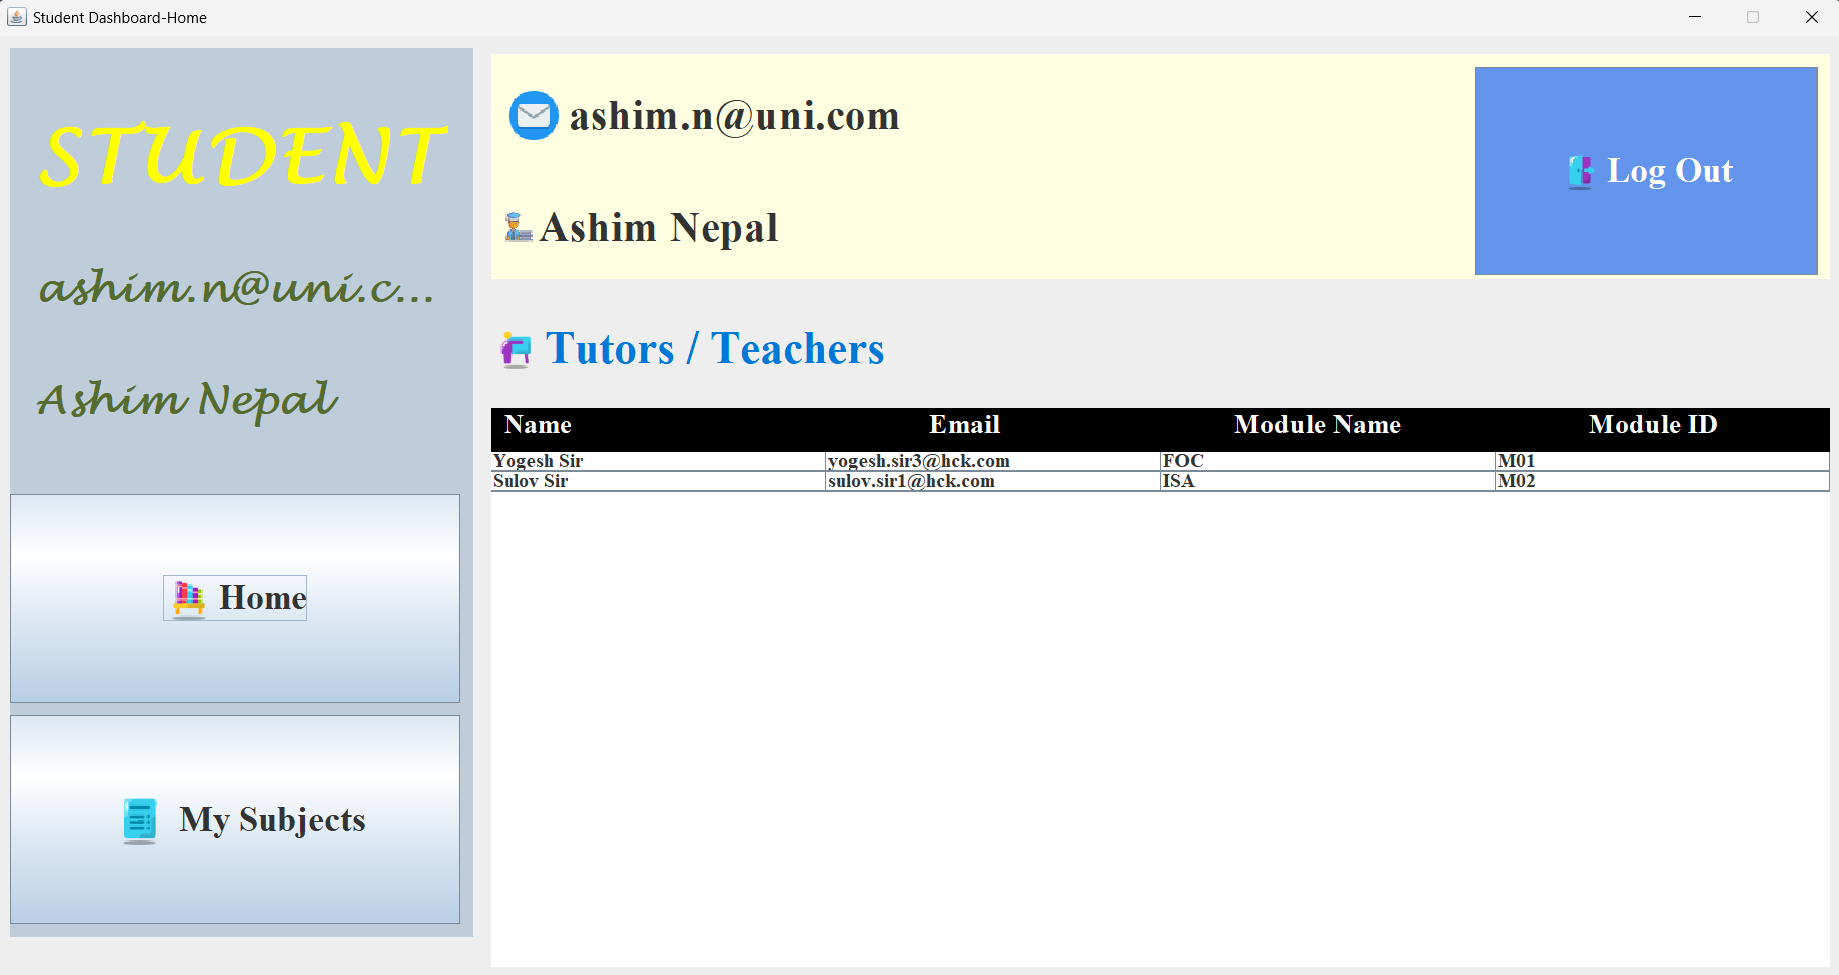 Student Dashboard-Home
STUDENT
ashim.n@uni.c...
Ashim Nepal
Home
My Subjects
ashim.n@uni.com
Ashim Nepal
Log Out
Tutors / Teachers
Name Email Module Name Module ID
Yogesh Sir yogesh.sir3@hck.com FOC M01
Sulov Sir sulov.sir1@hck.com ISA M02